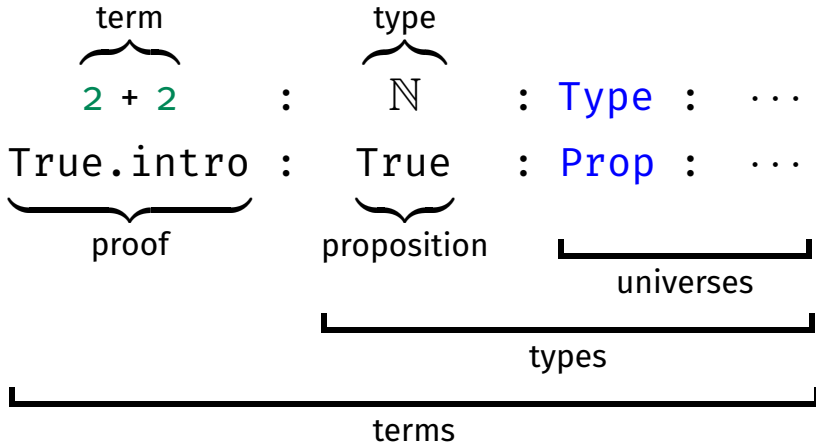 term type
2 + 2 : ℕ : Type : ···
True.intro : True : Prop : ···
proof proposition
universes
types
terms